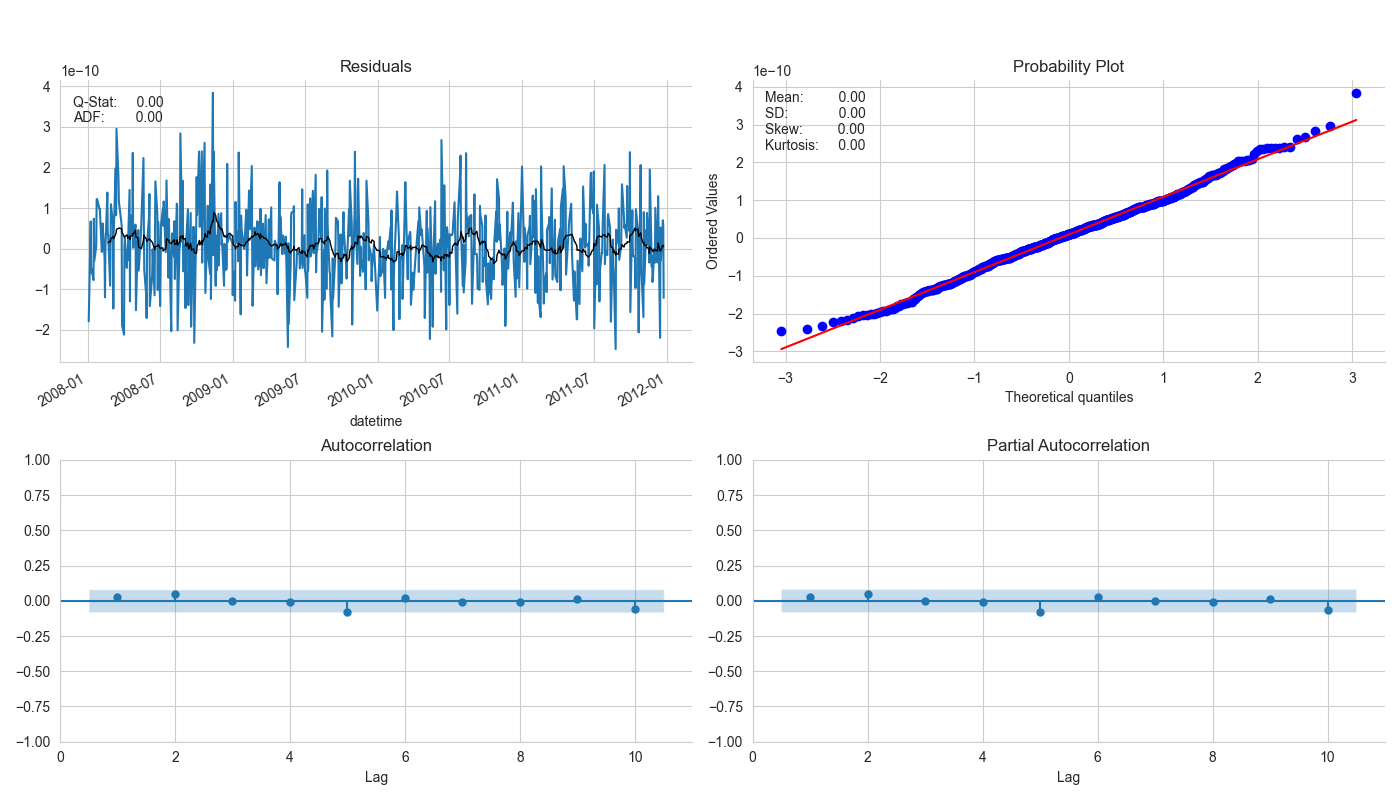 Residuals
1e−10
4
3
2
1
0
−1
−2
Q-Stat: 0.00
ADF: 0.00
2008-01
2008-07
2009-01
2009-07
2010-01
2010-07
2011-01
2011-07
2012-01
datetime
Probability Plot
1e−10
4
3
2
1
0
−1
−2
−3
Mean: 0.00
SD: 0.00
Skew: 0.00
Kurtosis: 0.00
Ordered Values
−3 −2 −1 0 1 2 3
Theoretical quantiles
Autocorrelation
1.00
0.75
0.50
0.25
0.00
−0.25
−0.50
−0.75
−1.00
0 2 4 6 8 10
Lag
Partial Autocorrelation
1.00
0.75
0.50
0.25
0.00
−0.25
−0.50
−0.75
−1.00
0 2 4 6 8 10
Lag